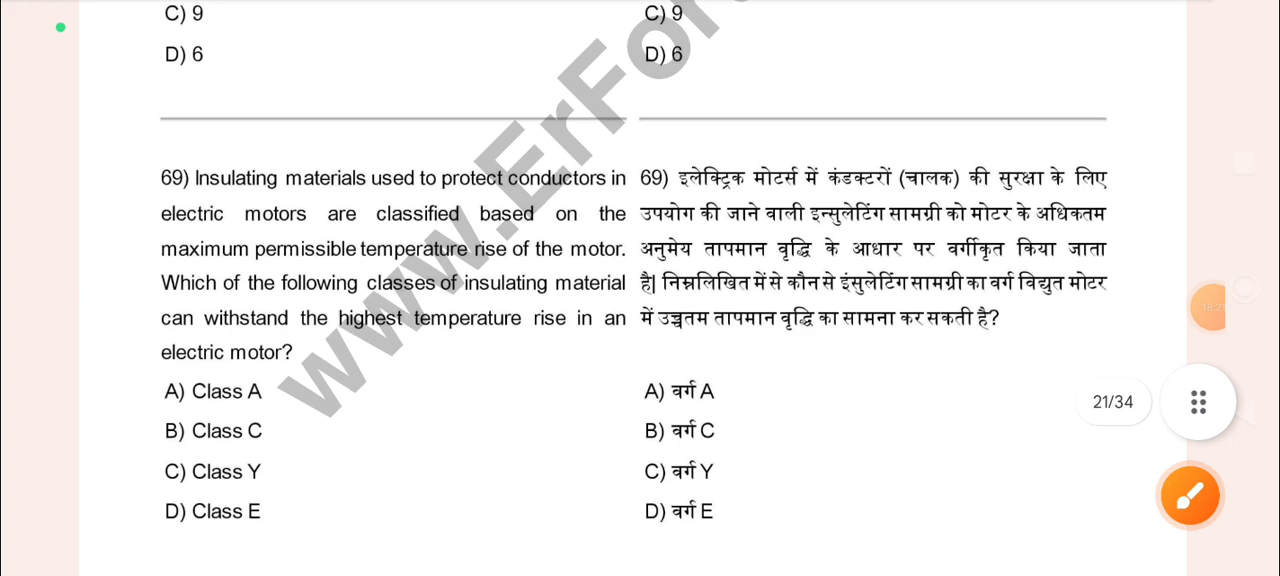 C) 9
C) 9
D) 6
D) 6
www.ErFor
69) Insulating materials used to protect conductors in
electric motors are classified based on the
maximum permissible temperature rise of the motor.
Which of the following classes of insulating material
can withstand the highest temperature rise in an
electric motor?
A) Class A
B) Class C
C) Class Y
D) Class E
69) इलेक्ट्रिक मोटर्स में कंडक्टरों (चालक) की सुरक्षा के लिए
उपयोग की जाने वाली इन्सुलेटिंग सामग्री को मोटर के अधिकतम
अनुमेय तापमान वृद्धि के आधार पर वर्गीकृत किया जाता
है| निम्नलिखित में से कौन से इंसुलेटिंग सामग्री का वर्ग विद्युत मोटर
में उच्चतम तापमान वृद्धि का सामना कर सकती है?
A) वर्ग A
B) वर्ग C
C) वर्ग Y
D) वर्ग E
21/34